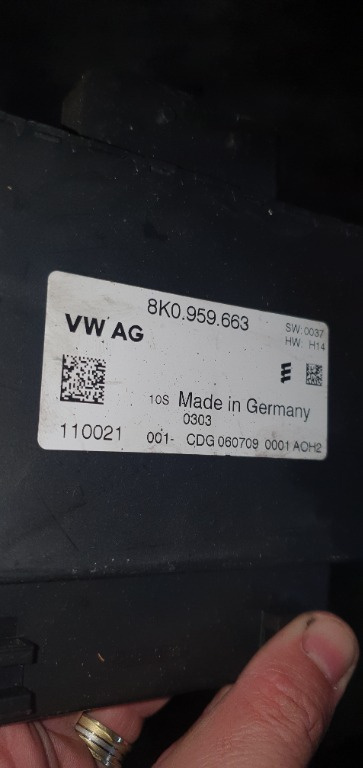 8K0.959.663
SW: 0037
HW H14
VW AG
10S Made in Germany
0303
110021 001- CDG 060709 0001 AOH2